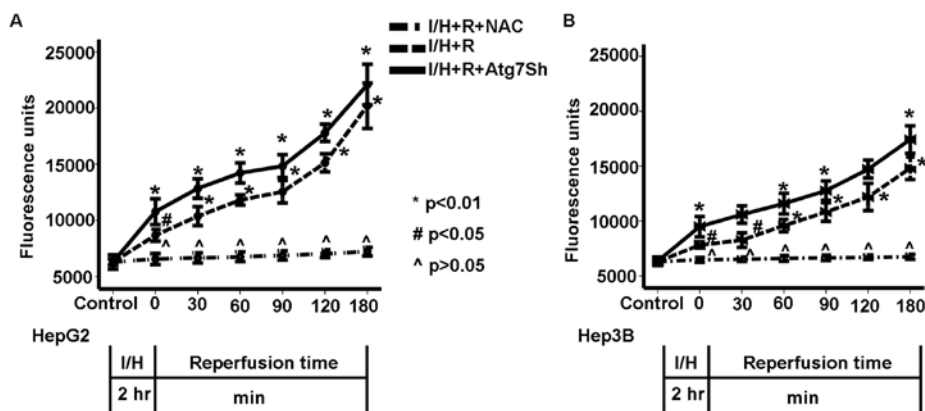 A
I/H+R+NAC
I/H+R
I/H+R+Atg7Sh
Fluorescence units
25000
20000
15000
10000
5000
* * * * * * *
* * * * *
#
^ ^ ^ ^ ^ ^
* p<0.01
# p<0.05
^ p>0.05
Control 0 30 60 90 120 180
HepG2
I/H Reperfusion time
2 hr min
B
Fluorescence units
25000
20000
15000
10000
5000
* * * *
* * * *
# #
^ ^ ^ ^ ^ ^
Control 0 30 60 90 120 180
Hep3B
I/H Reperfusion time
2 hr min